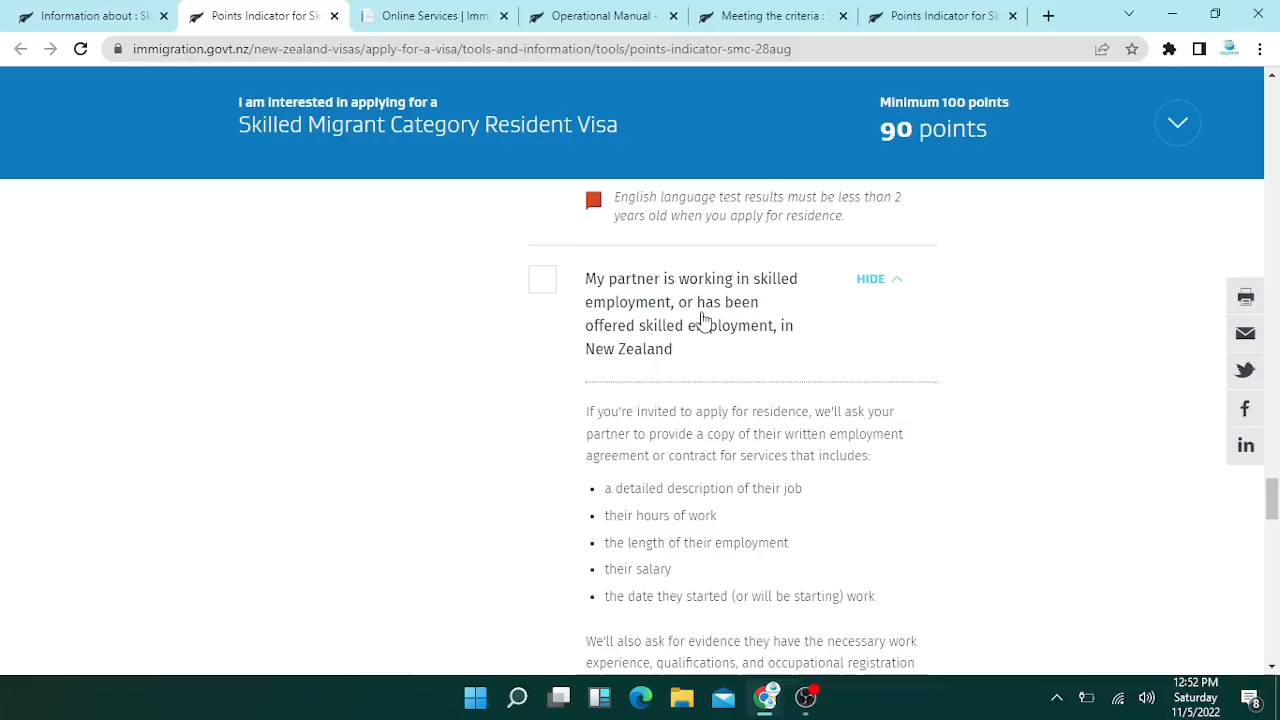 Information about : Sk
Points Indicator for Sk
Online Services | Immi
Operational Manual -
Meeting the criteria : S
Points Indicator for Sk
immigration.govt.nz/new-zealand-visas/apply-for-a-visa/tools-and-information/tools/points-indicator-smc-28aug
I am interested in applying for a
Skilled Migrant Category Resident Visa
Minimum 100 points
90 points
English language test results must be less than 2
years old when you apply for residence.
My partner is working in skilled
employment, or has been
offered skilled employment, in
New Zealand
HIDE
If you're invited to apply for residence, we'll ask your
partner to provide a copy of their written employment
agreement or contract for services that includes:
• a detailed description of their job
• their hours of work
• the length of their employment
• their salary
• the date they started (or will be starting) work
We'll also ask for evidence they have the necessary work
experience, qualifications, and occupational registration
12:52 PM
Saturday
11/5/2022
8